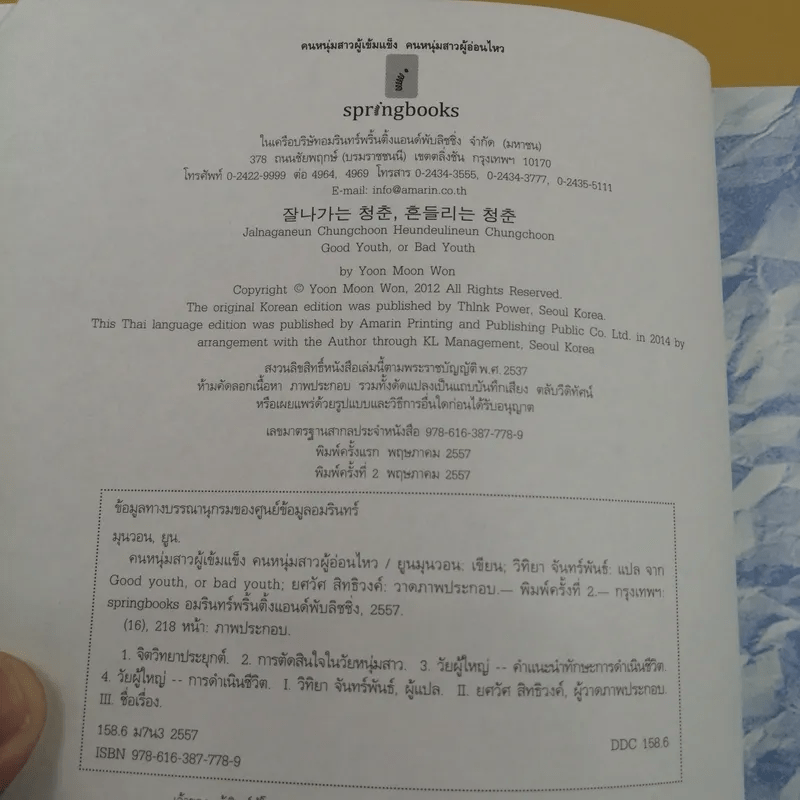 คนหนุ่มสาวผู้เข้มแข็ง คนหนุ่มสาวผู้อ่อนไหว
springbooks
ในเครือบริษัทอมรินทร์พริ้นติ้งแอนด์พับลิชชิ่ง จำกัด (มหาชน)
378 ถนนชัยพฤกษ์ (บรมราชชนนี) เขตตลิ่งชัน กรุงเทพฯ 10170
โทรศัพท์ 0-2422-9999 ต่อ 4964, 4969 โทรสาร 0-2434-3555, 0-2434-3777, 0-2435-5111
E-mail: info@amarin.co.th
잘나가는 청춘, 흔들리는 청춘
Jalnaganeun Chungchoon Heundeulineun Chungchoon
Good Youth, or Bad Youth
by Yoon Moon Won
Copyright © Yoon Moon Won, 2012 All Rights Reserved.
The original Korean edition was published by ThInk Power, Seoul Korea.
This Thai language edition was published by Amarin Printing and Publishing Public Co. Ltd. in 2014 by
arrangement with the Author through KL Management, Seoul Korea
สงวนลิขสิทธิ์หนังสือเล่มนี้ตามพระราชบัญญัติ พ.ศ. 2537
ห้ามคัดลอกเนื้อหา ภาพประกอบ รวมทั้งดัดแปลงเป็นแถบบันทึกเสียง ตลับวีดิทัศน์
หรือเผยแพร่ด้วยรูปแบบและวิธีการอื่นใดก่อนได้รับอนุญาต
เลขมาตรฐานสากลประจำหนังสือ 978-616-387-778-9
พิมพ์ครั้งแรก พฤษภาคม 2557
พิมพ์ครั้งที่ 2 พฤษภาคม 2557
ข้อมูลทางบรรณานุกรมของศูนย์ข้อมูลอมรินทร์
มุนวอน, ยูน.
คนหนุ่มสาวผู้เข้มแข็ง คนหนุ่มสาวผู้อ่อนไหว / ยูนมุนวอน: เขียน; วิทิยา จันทร์พันธ์: แปล จาก
Good youth, or bad youth; ยศวัศ สิทธิวงค์: วาดภาพประกอบ.— พิมพ์ครั้งที่ 2.— กรุงเทพฯ:
springbooks อมรินทร์พริ้นติ้งแอนด์พับลิชชิ่ง, 2557.
(16), 218 หน้า: ภาพประกอบ.
1. จิตวิทยาประยุกต์. 2. การตัดสินใจในวัยหนุ่มสาว. 3. วัยผู้ใหญ่ -- คำแนะนำทักษะการดำเนินชีวิต.
4. วัยผู้ใหญ่ -- การดำเนินชีวิต. I. วิทิยา จันทร์พันธ์, ผู้แปล. II. ยศวัศ สิทธิวงค์, ผู้วาดภาพประกอบ.
III. ชื่อเรื่อง.
158.6 ม7น3 2557
DDC 158.6
ISBN 978-616-387-778-9